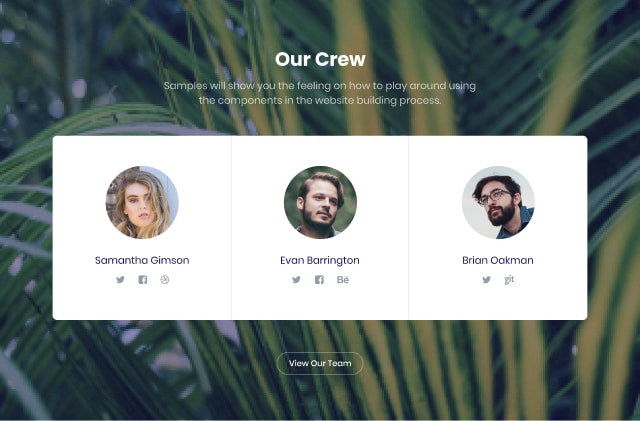 Our Crew
Samples will show you the feeling on how to play around using
the components in the website building process.
Samantha Gimson
Evan Barrington
Brian Oakman
Bē
git
View Our Team